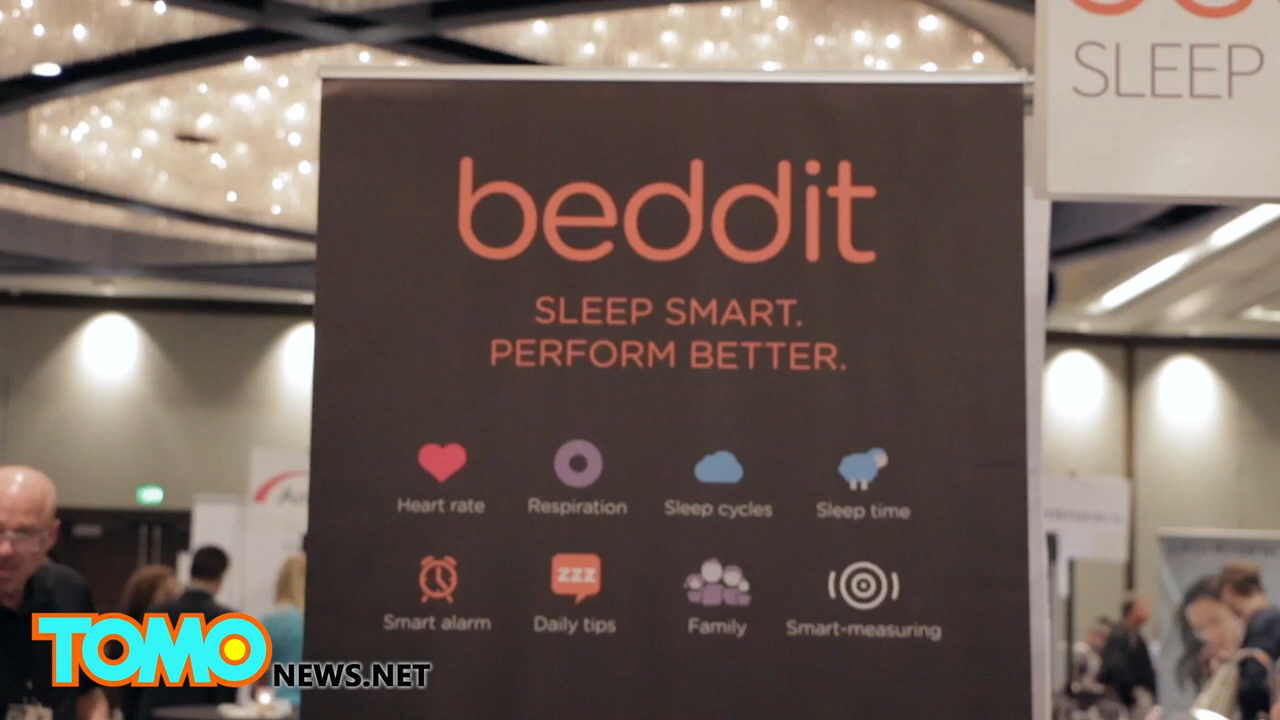 SLEEP
beddit
SLEEP SMART.
PERFORM BETTER.
Heart rate
Respiration
Sleep cycles
Sleep time
zzz
Smart alarm
Daily tips
Family
Smart-measuring
TOMO
NEWS.NET